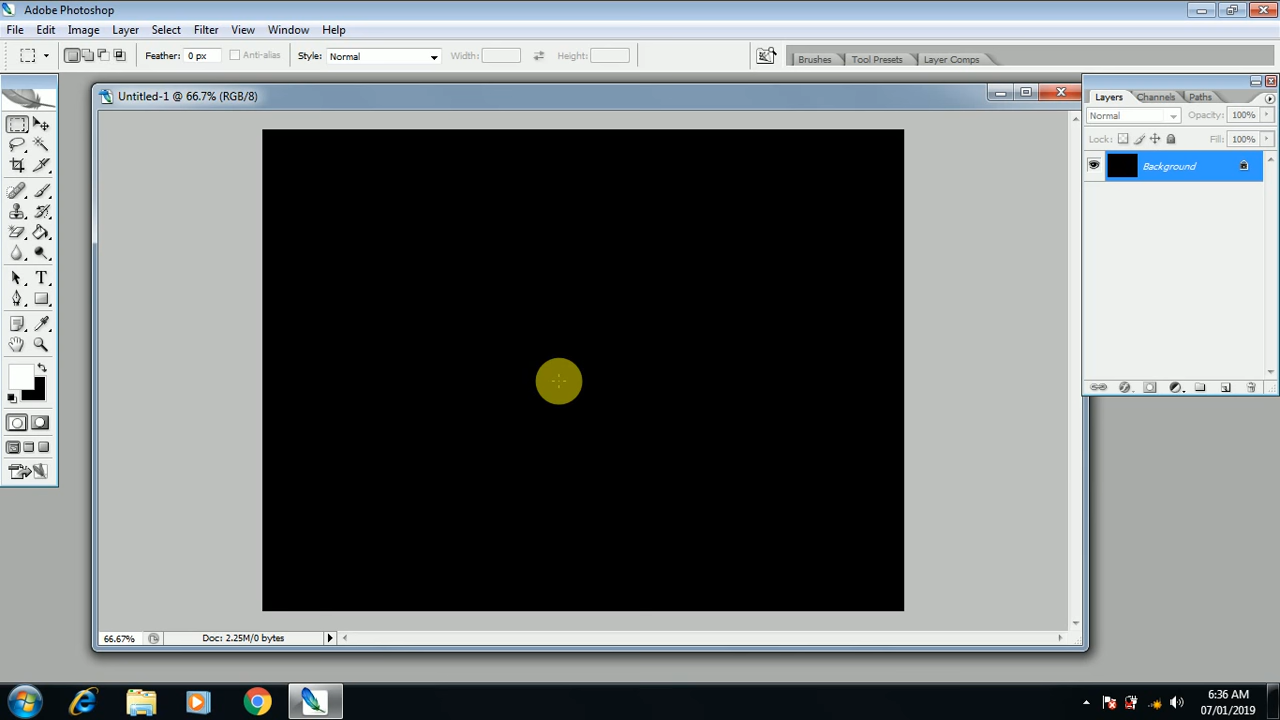 Adobe Photoshop
File Edit Image Layer Select Filter View Window Help
Feather: 0 px Anti-alias Style: Normal Width: Height: Brushes Tool Presets Layer Comps
Untitled-1 @ 66.7% (RGB/8)
Layers Channels Paths
Normal Opacity: 100%
Lock: Fill: 100%
Background
T
66.67% Doc: 2.25M/0 bytes
6:36 AM
07/01/2019